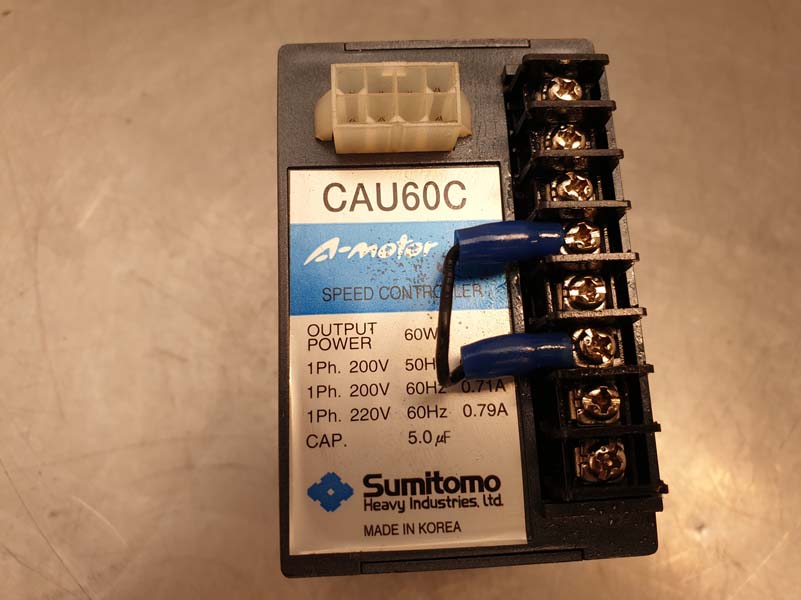 CAU60C
A-motor
SPEED CONTROLLER
OUTPUT
POWER 60W
1Ph. 200V 50Hz
1Ph. 200V 60Hz 0.71A
1Ph. 220V 60Hz 0.79A
CAP. 5.0 μF
Sumitomo
Heavy Industries, Ltd.
MADE IN KOREA